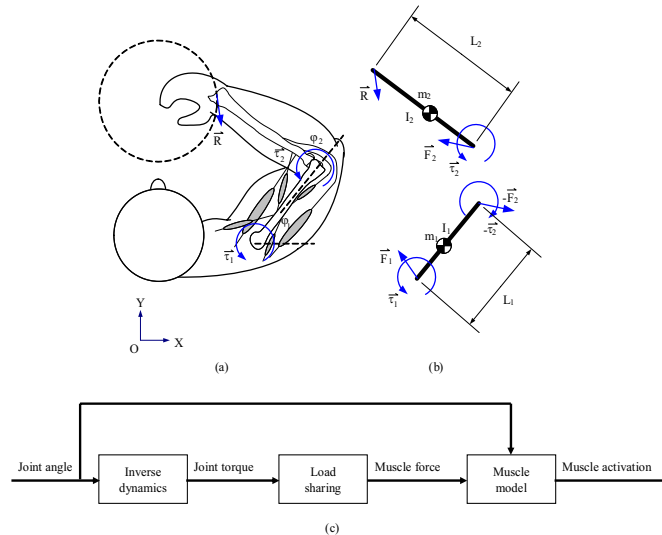 L₂
m₂
I₂
R
F₂
τ₂
φ₂
τ₂
R
φ₁
τ₁
-F₂
-τ₂
I₁
m₁
F₁
τ₁
L₁
Y
O
X
(a)
(b)
Joint angle
Inverse
dynamics
Joint torque
Load
sharing
Muscle force
Muscle
model
Muscle activation
(c)